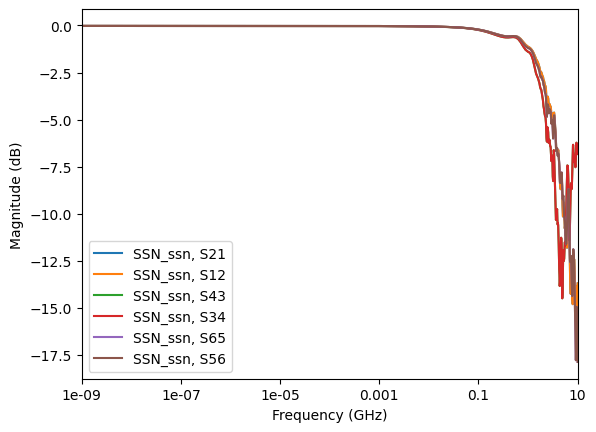 0.0
−2.5
−5.0
−7.5
−10.0
−12.5
−15.0
−17.5
Magnitude (dB)
SSN_ssn, S21
SSN_ssn, S12
SSN_ssn, S43
SSN_ssn, S34
SSN_ssn, S65
SSN_ssn, S56
1e-09 1e-07 1e-05 0.001 0.1 10
Frequency (GHz)